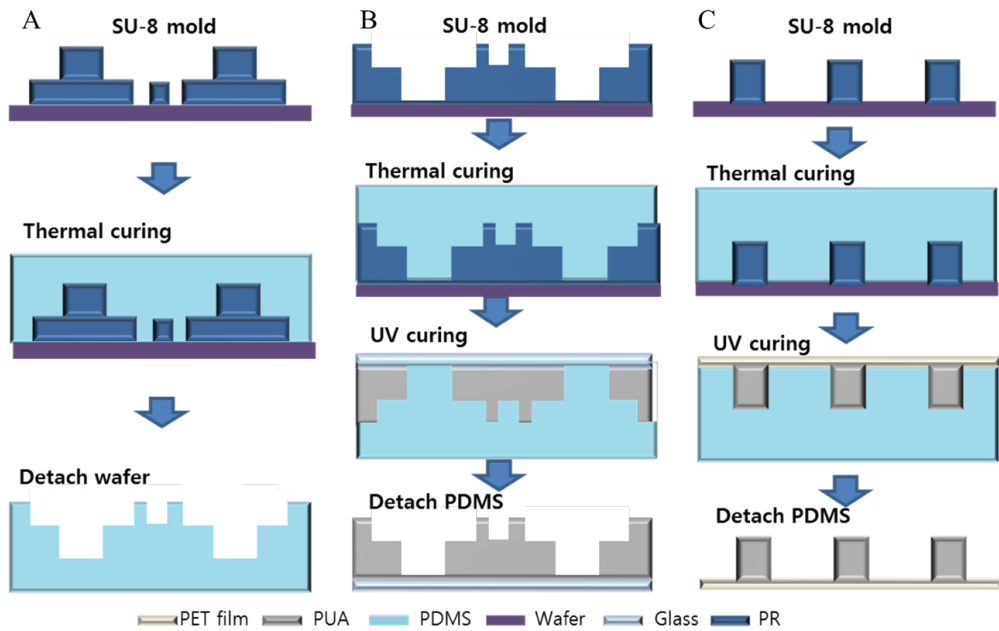 A
SU-8 mold
Thermal curing
Detach wafer
B
SU-8 mold
Thermal curing
UV curing
Detach PDMS
C
SU-8 mold
Thermal curing
UV curing
Detach PDMS
PET film PUA PDMS Wafer Glass PR